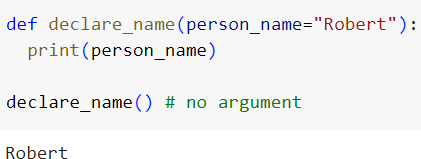 def declare_name(person_name="Robert"):
  print(person_name)
declare_name() # no argument
Robert